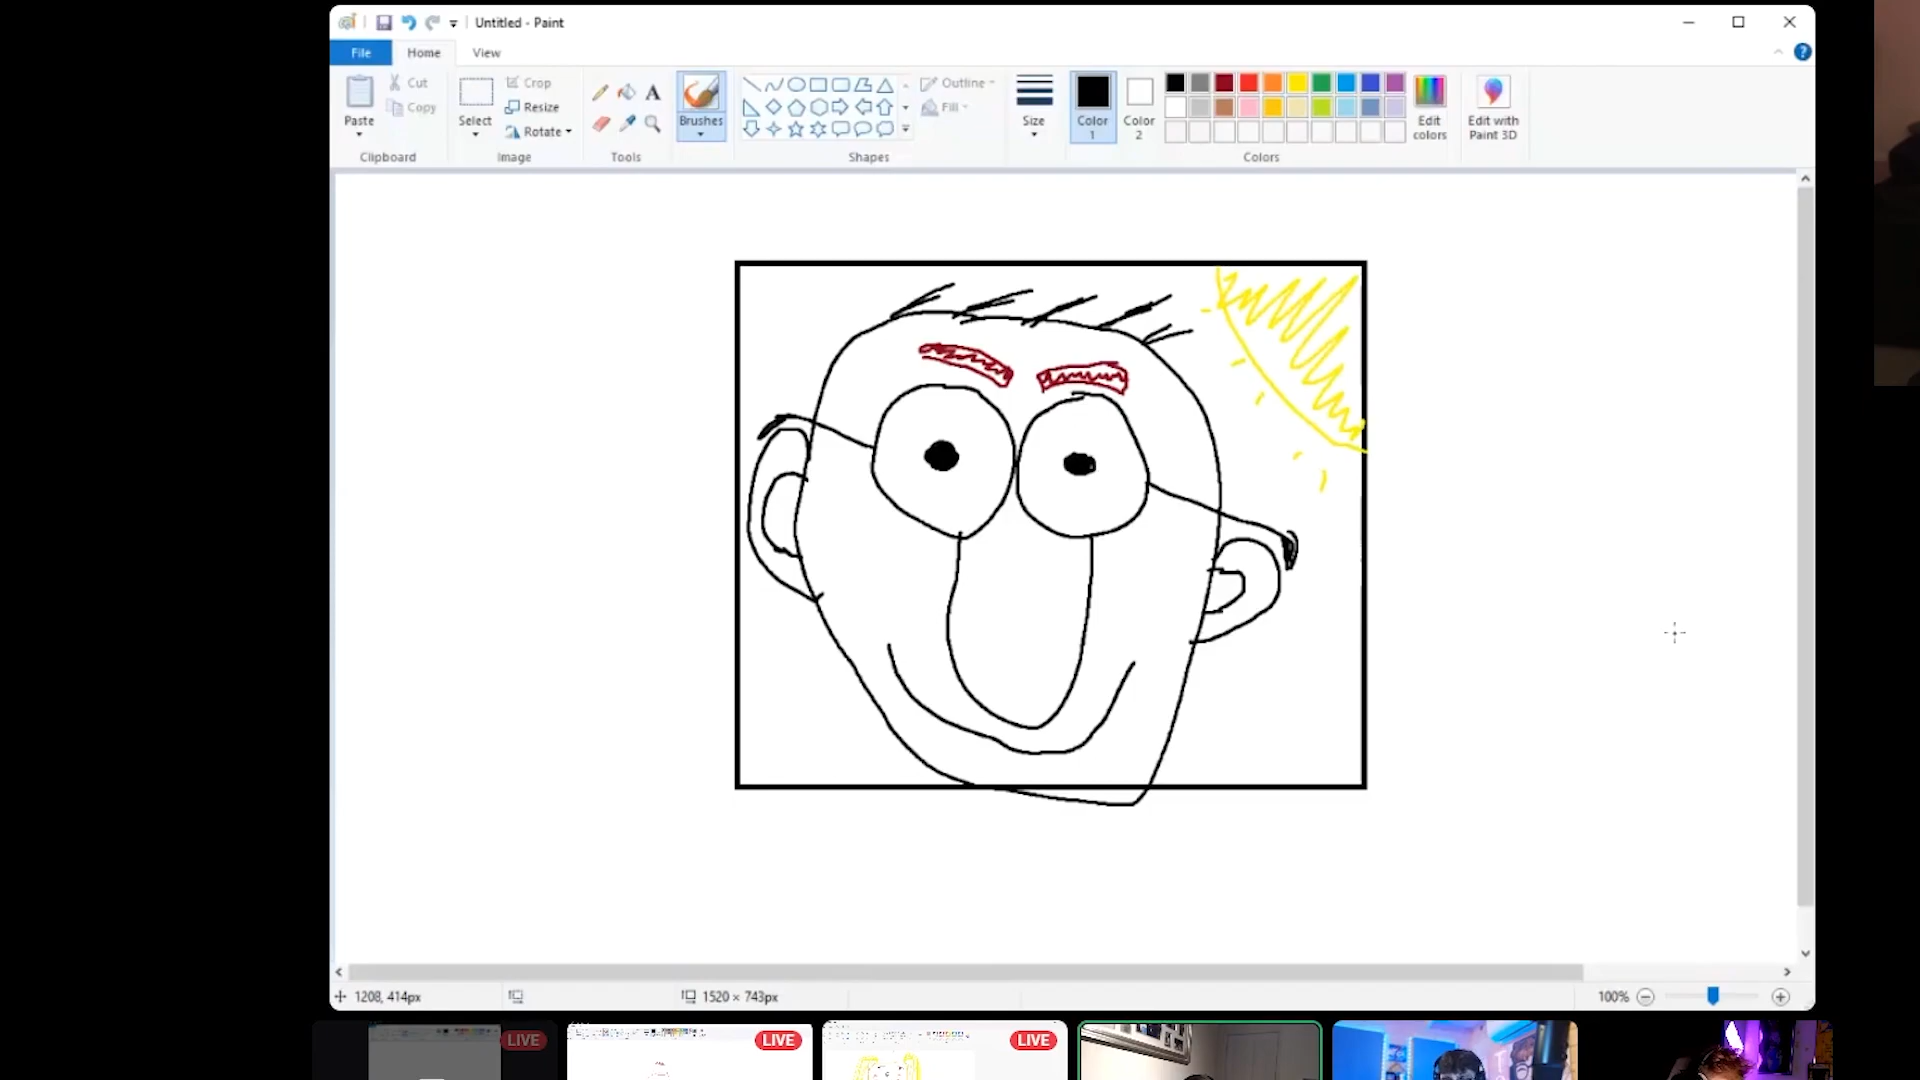 Untitled - Paint
File Home View
Paste
Cut
Copy
Clipboard
Select
Crop
Resize
Rotate
Image
Tools
Brushes
Shapes
Outline
Fill
Size
Color 1
Color 2
Colors
Edit colors
Edit with Paint 3D
1208, 414px
1520 × 743px
100%
LIVE
LIVE
LIVE